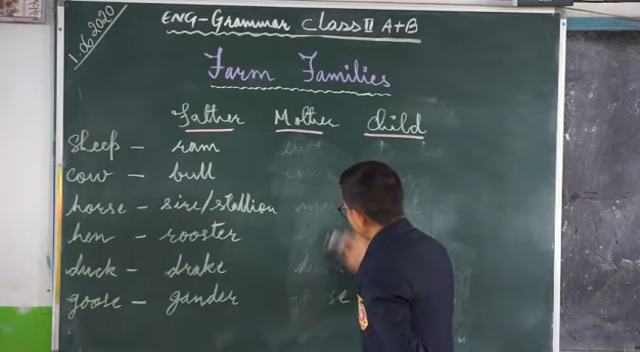 1.06.2020
ENG-Grammar Class II A+B
Farm Families
Father Mother Child
Sheep - ram
cow - bull
horse - sire/stallion
hen - rooster
duck - drake
goose - gander